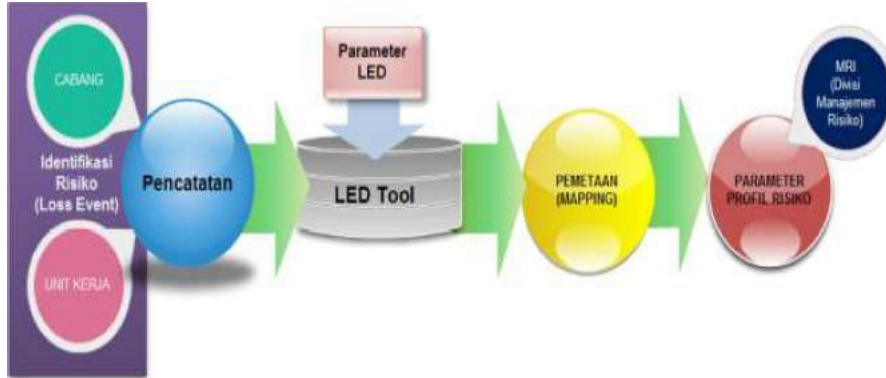 CABANG
Identifikasi
Risiko
(Loss Event)
UNIT KERJA
Pencatatan
Parameter
LED
LED Tool
PEMETAAN
(MAPPING)
PARAMETER
PROFIL RISIKO
MRI
(Divisi
Manajemen
Risiko)